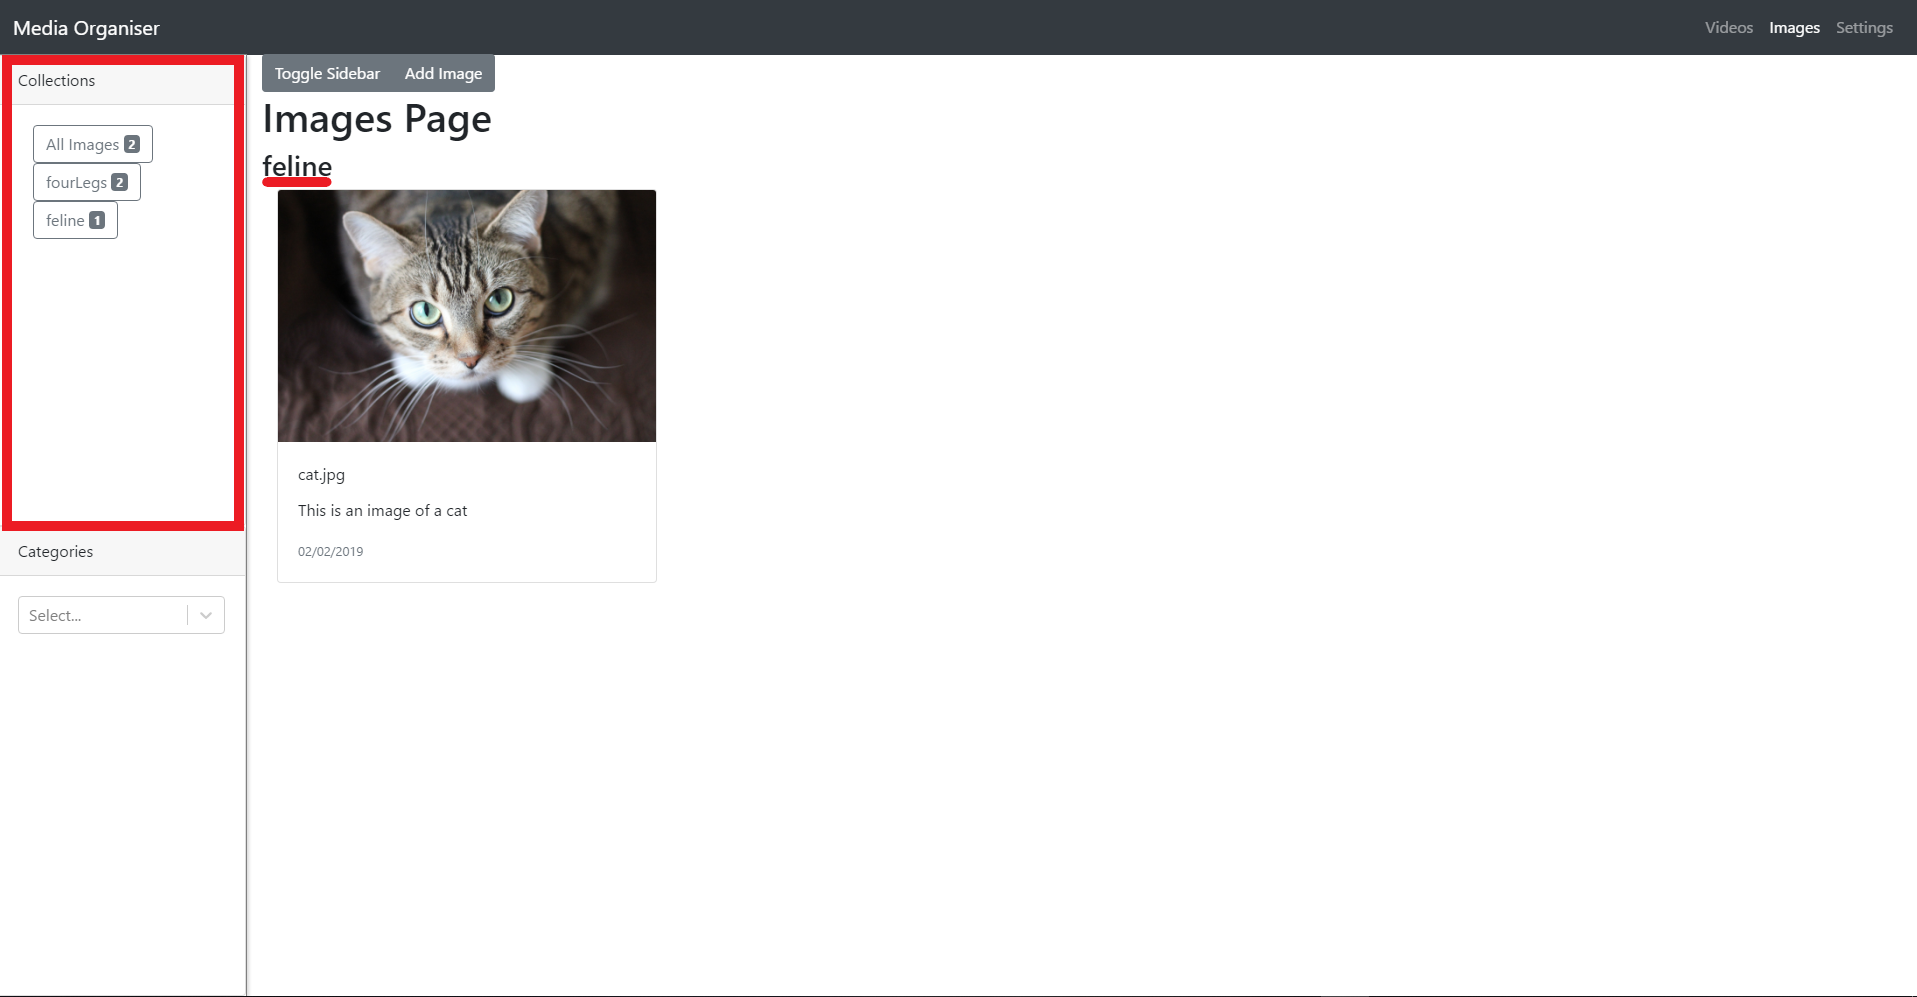 Media Organiser
Videos Images Settings
Collections
All Images 2
fourLegs 2
feline 1
Categories
Select...
Toggle Sidebar Add Image
Images Page
feline
cat.jpg
This is an image of a cat
02/02/2019